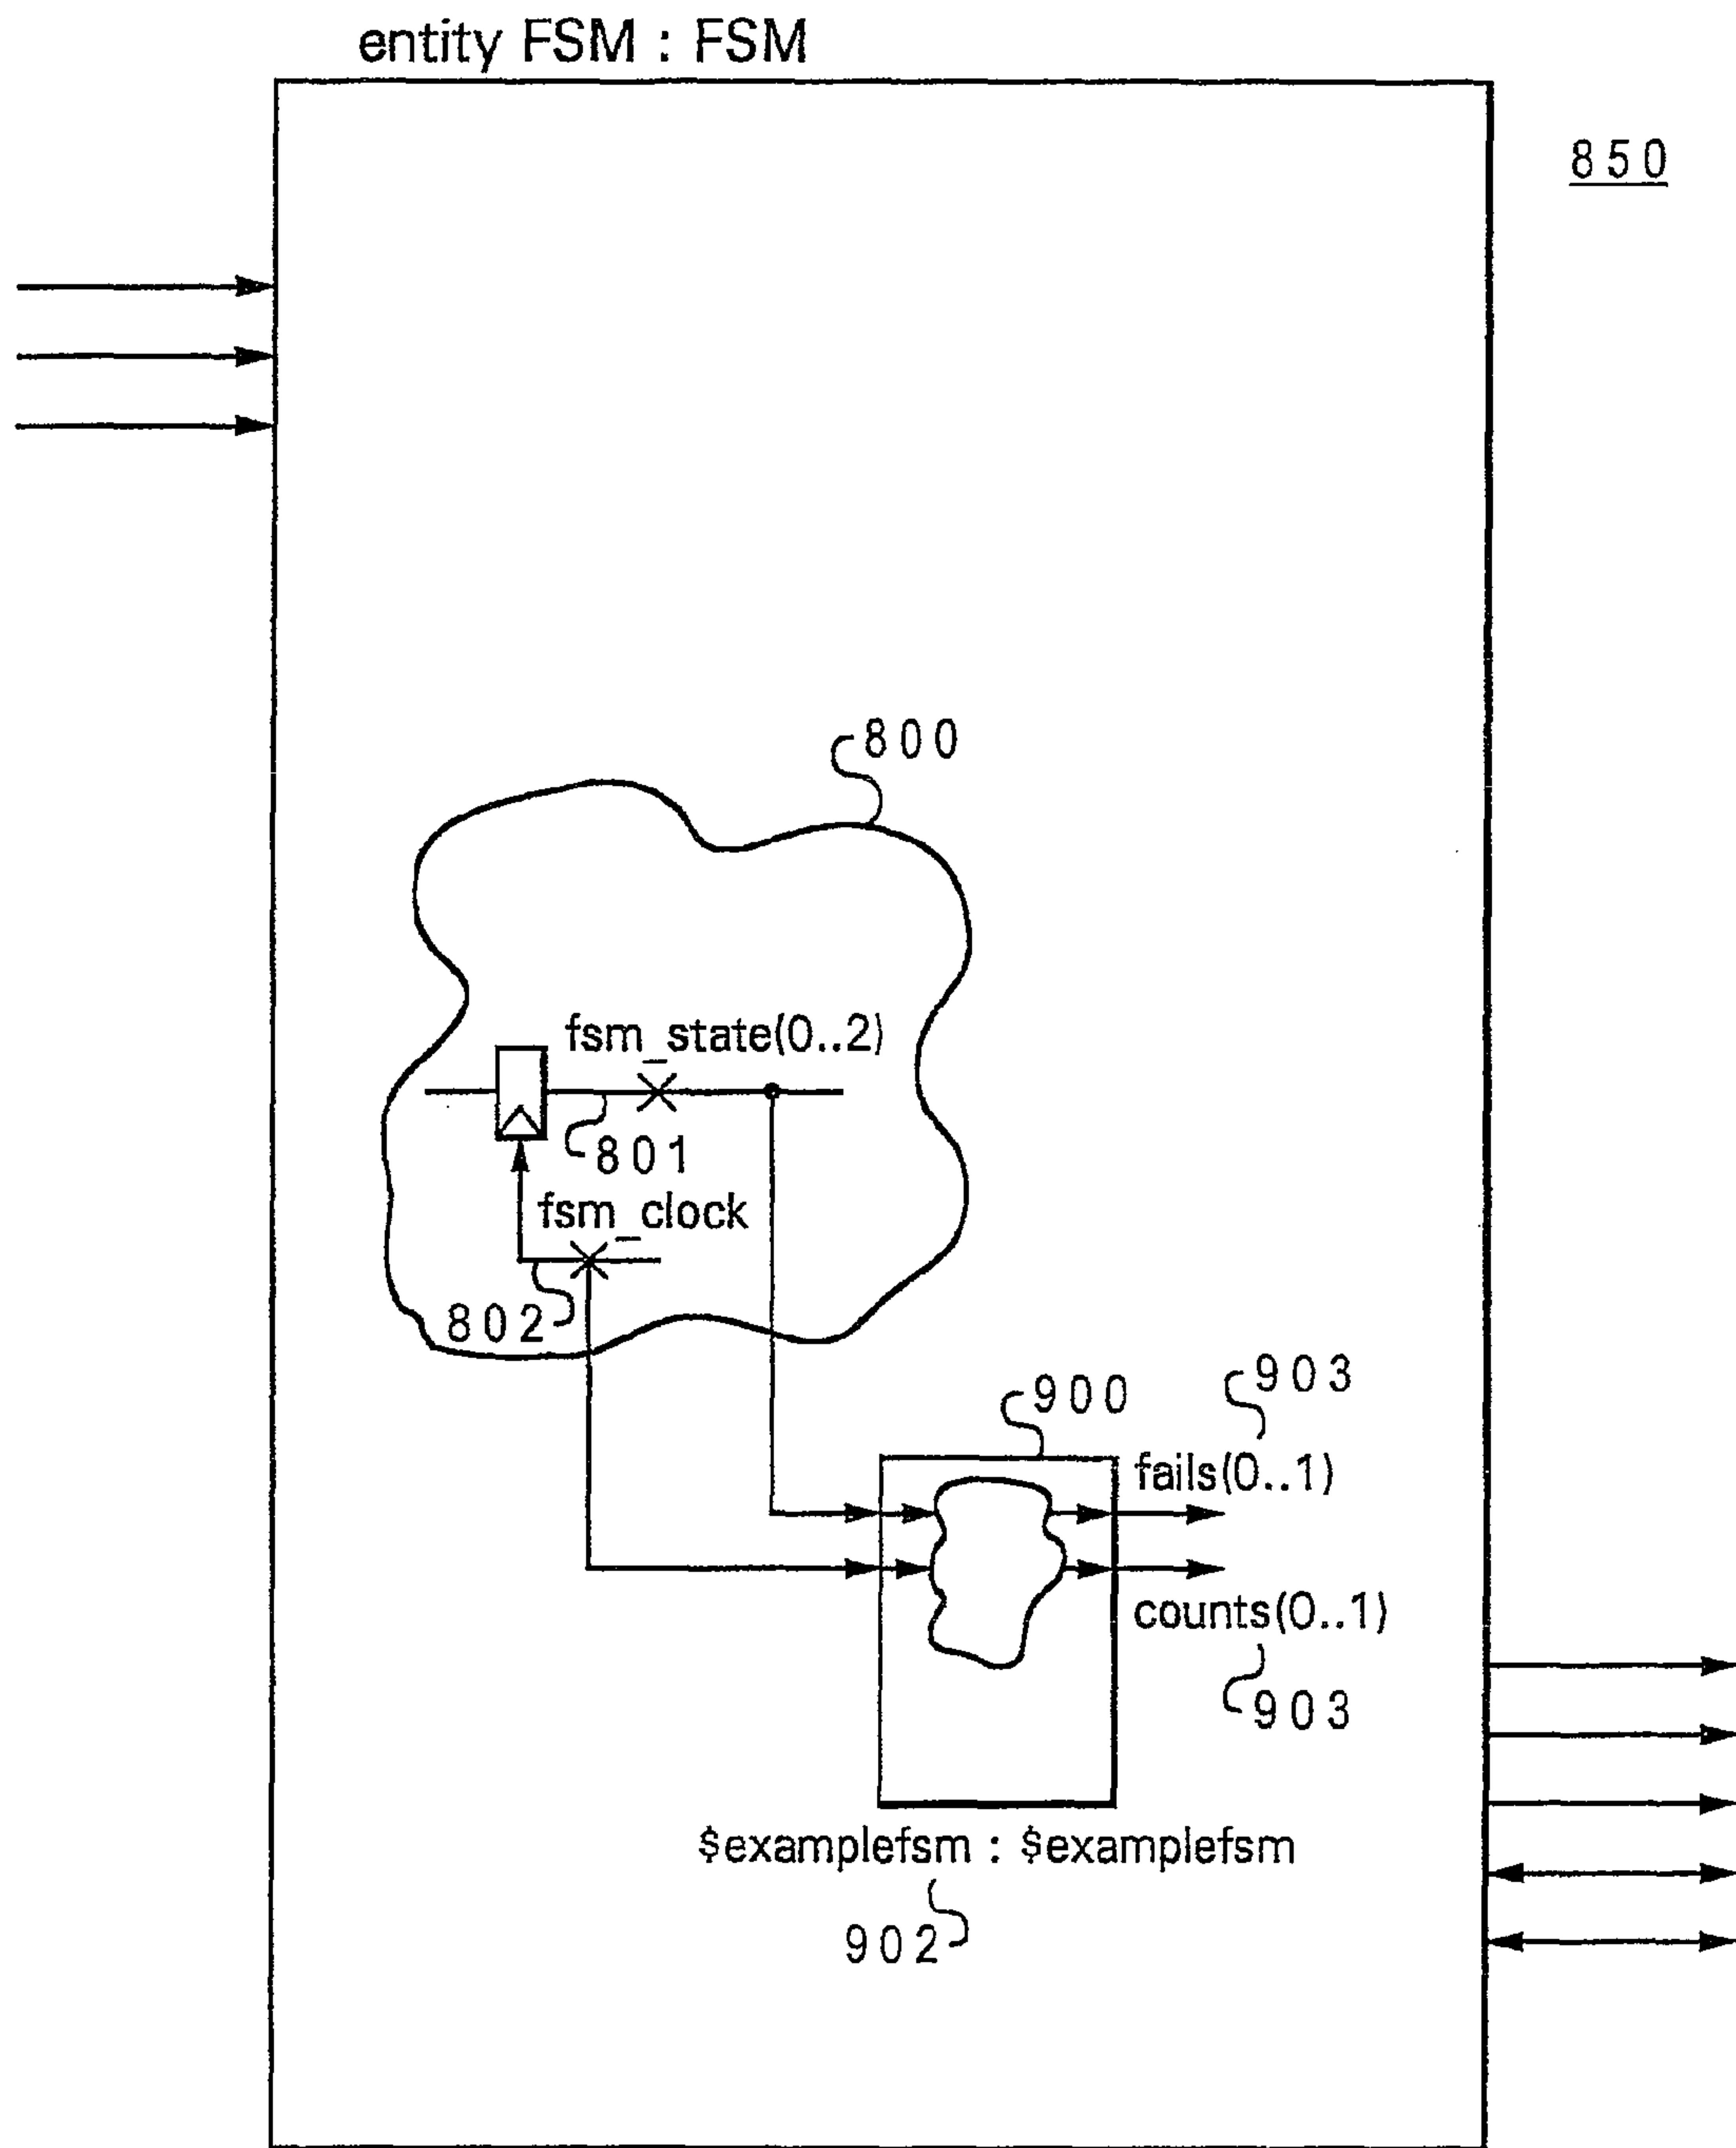 entity FSM : FSM
850
800
fsm_state(0..2)
801
fsm_clock
802
903
900
fails(0..1)
counts(0..1)
903
$examplefsm : $examplefsm
902